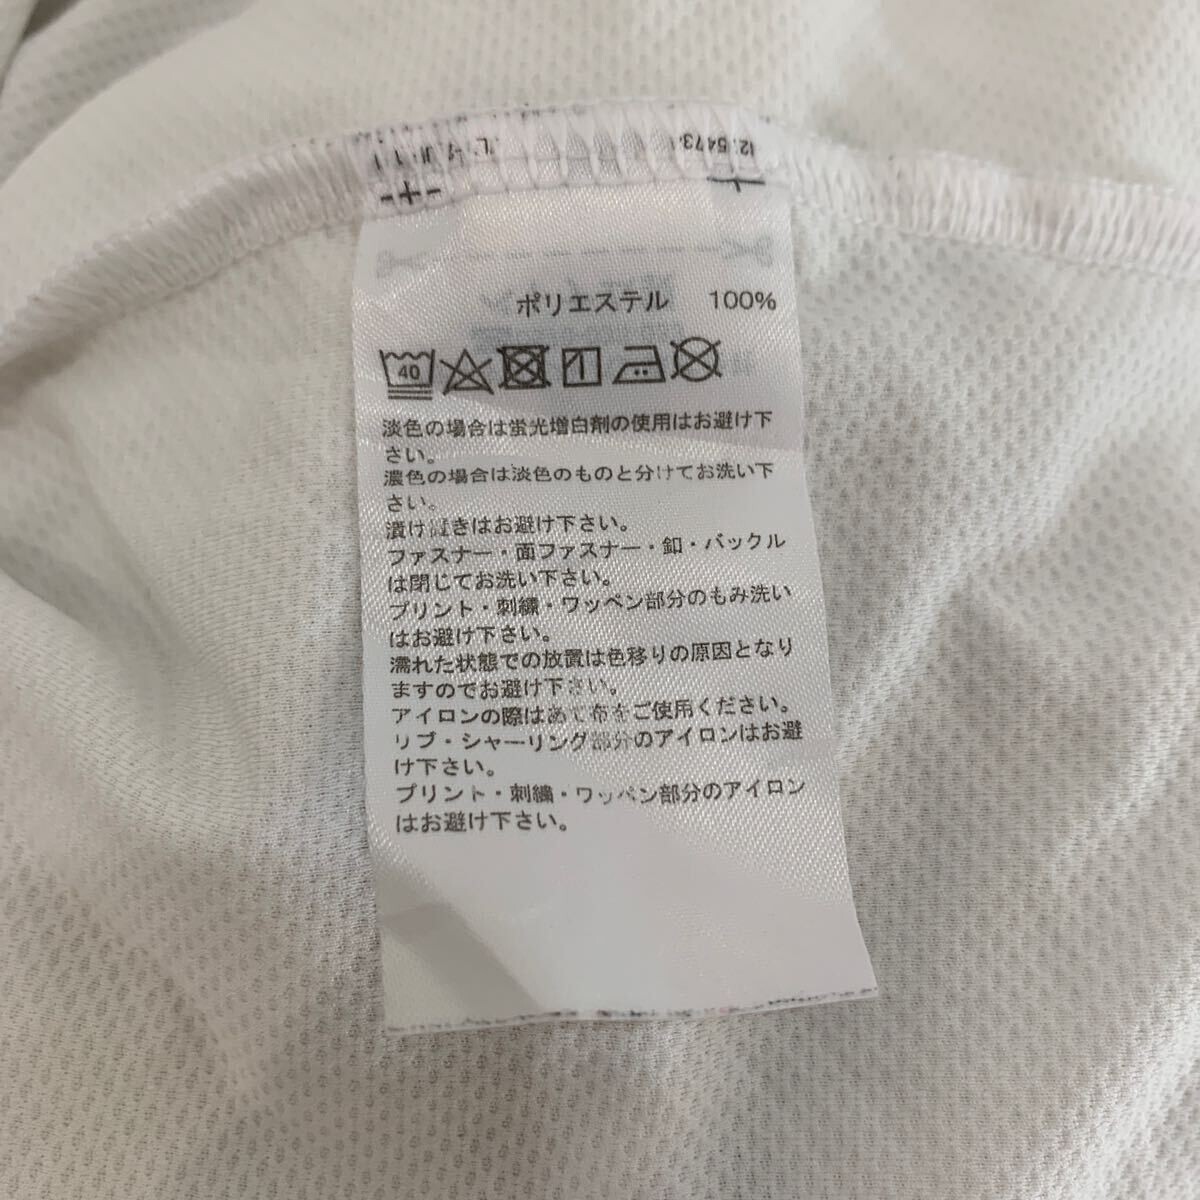 ポリエステル 100%
40
淡色の場合は蛍光増白剤の使用はお避け下
さい。
濃色の場合は淡色のものと分けてお洗い下
さい。
漬け置きはお避け下さい。
ファスナー・面ファスナー・釦・バックル
は閉じてお洗い下さい。
プリント・刺繍・ワッペン部分のもみ洗い
はお避け下さい。
濡れた状態での放置は色移りの原因となり
ますのでお避け下さい。
アイロンの際はあて布をご使用ください。
リブ・シャーリング部分のアイロンはお避
け下さい。
プリント・刺繍・ワッペン部分のアイロン
はお避け下さい。